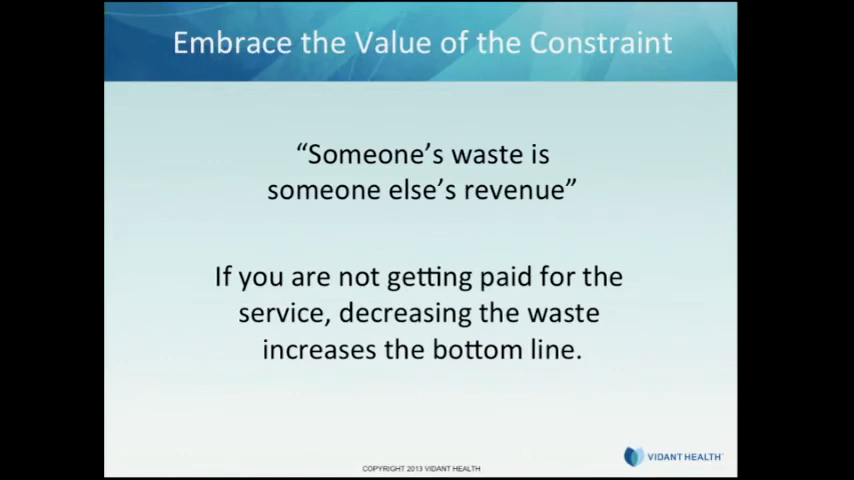 Embrace the Value of the Constraint
“Someone’s waste is
someone else’s revenue”
If you are not getting paid for the
service, decreasing the waste
increases the bottom line.
VIDANT HEALTH™
COPYRIGHT 2013 VIDANT HEALTH